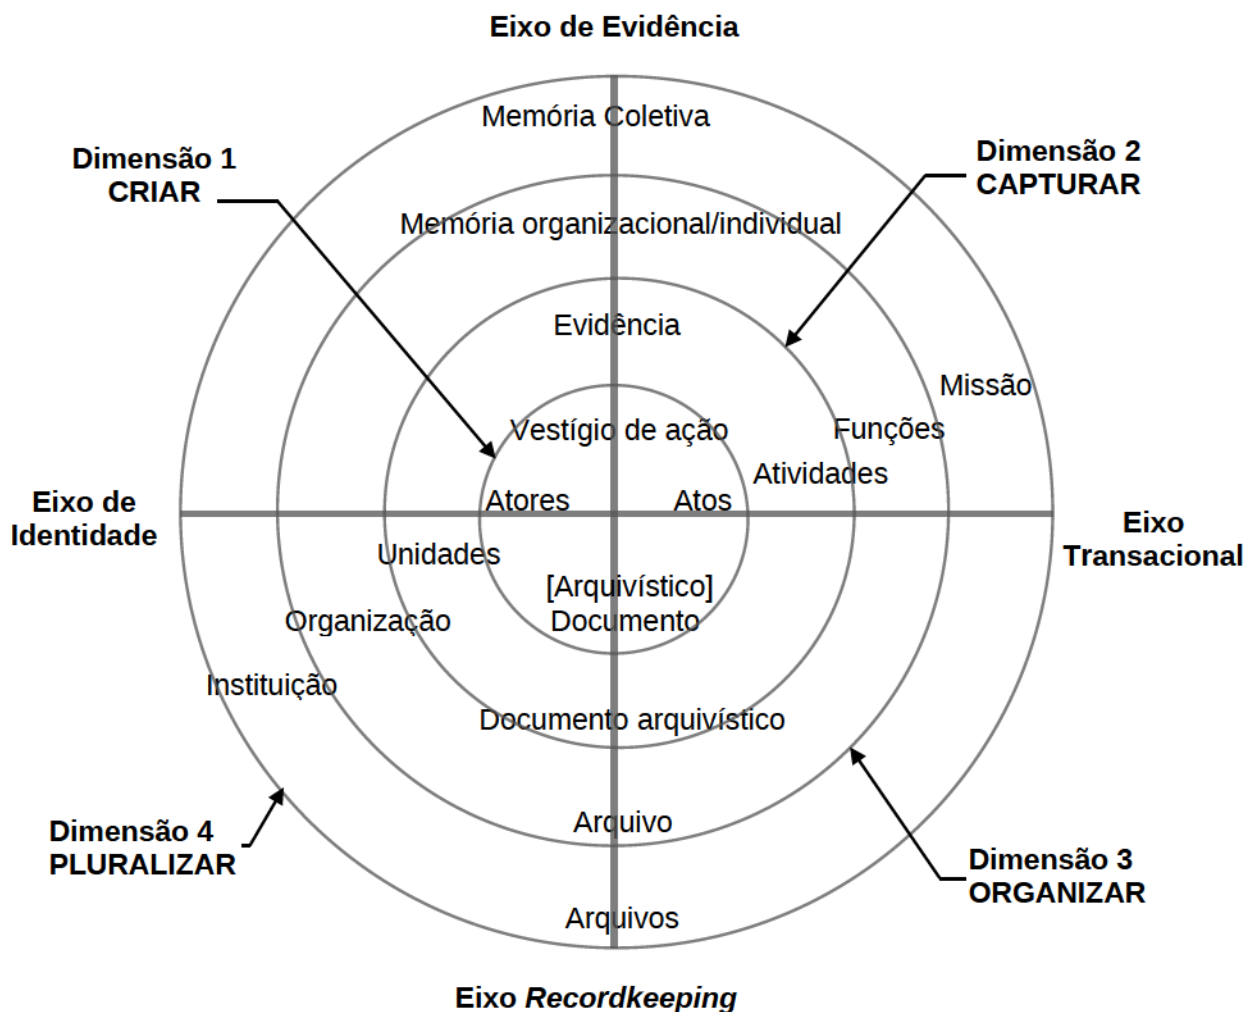 Eixo de Evidência
Memória Coletiva
Dimensão 1
CRIAR
Dimensão 2
CAPTURAR
Memória organizacional/individual
Evidência
Missão
Funções
Vestígio de ação
Atividades
Atores
Atos
Eixo de
Identidade
Eixo
Transacional
Unidades
[Arquivístico]
Documento
Organização
Instituição
Documento arquivístico
Arquivo
Dimensão 4
PLURALIZAR
Dimensão 3
ORGANIZAR
Arquivos
Eixo Recordkeeping